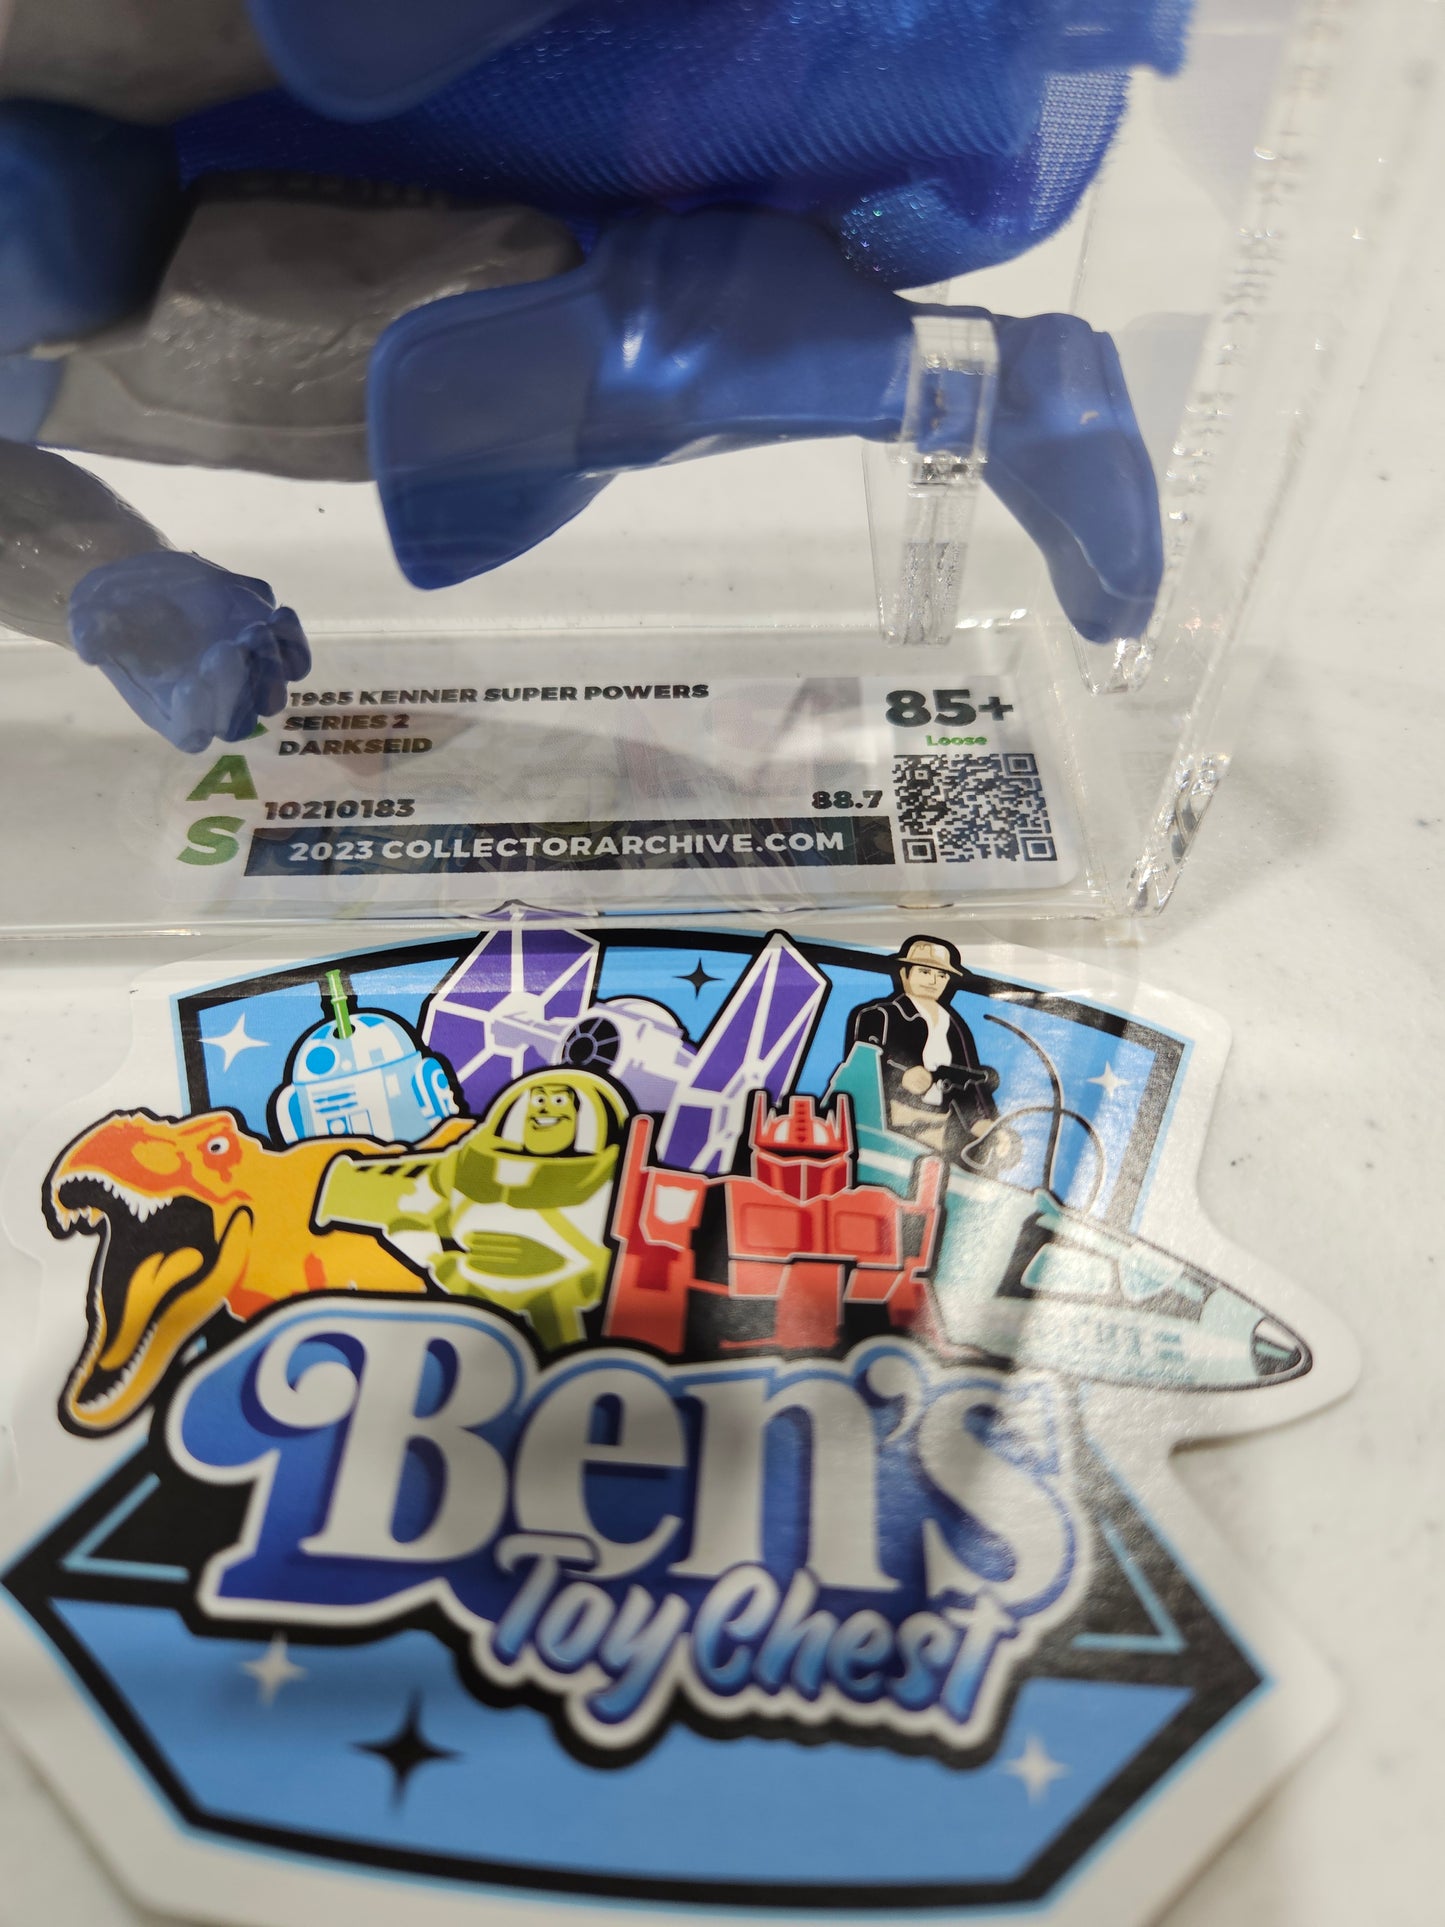 1985 KENNER SUPER POWERS
SERIES 2
DARKSEID
85+
Loose
A
S
10210183
88.7
2023 COLLECTORARCHIVE.COM
Ben's
Toy Chest